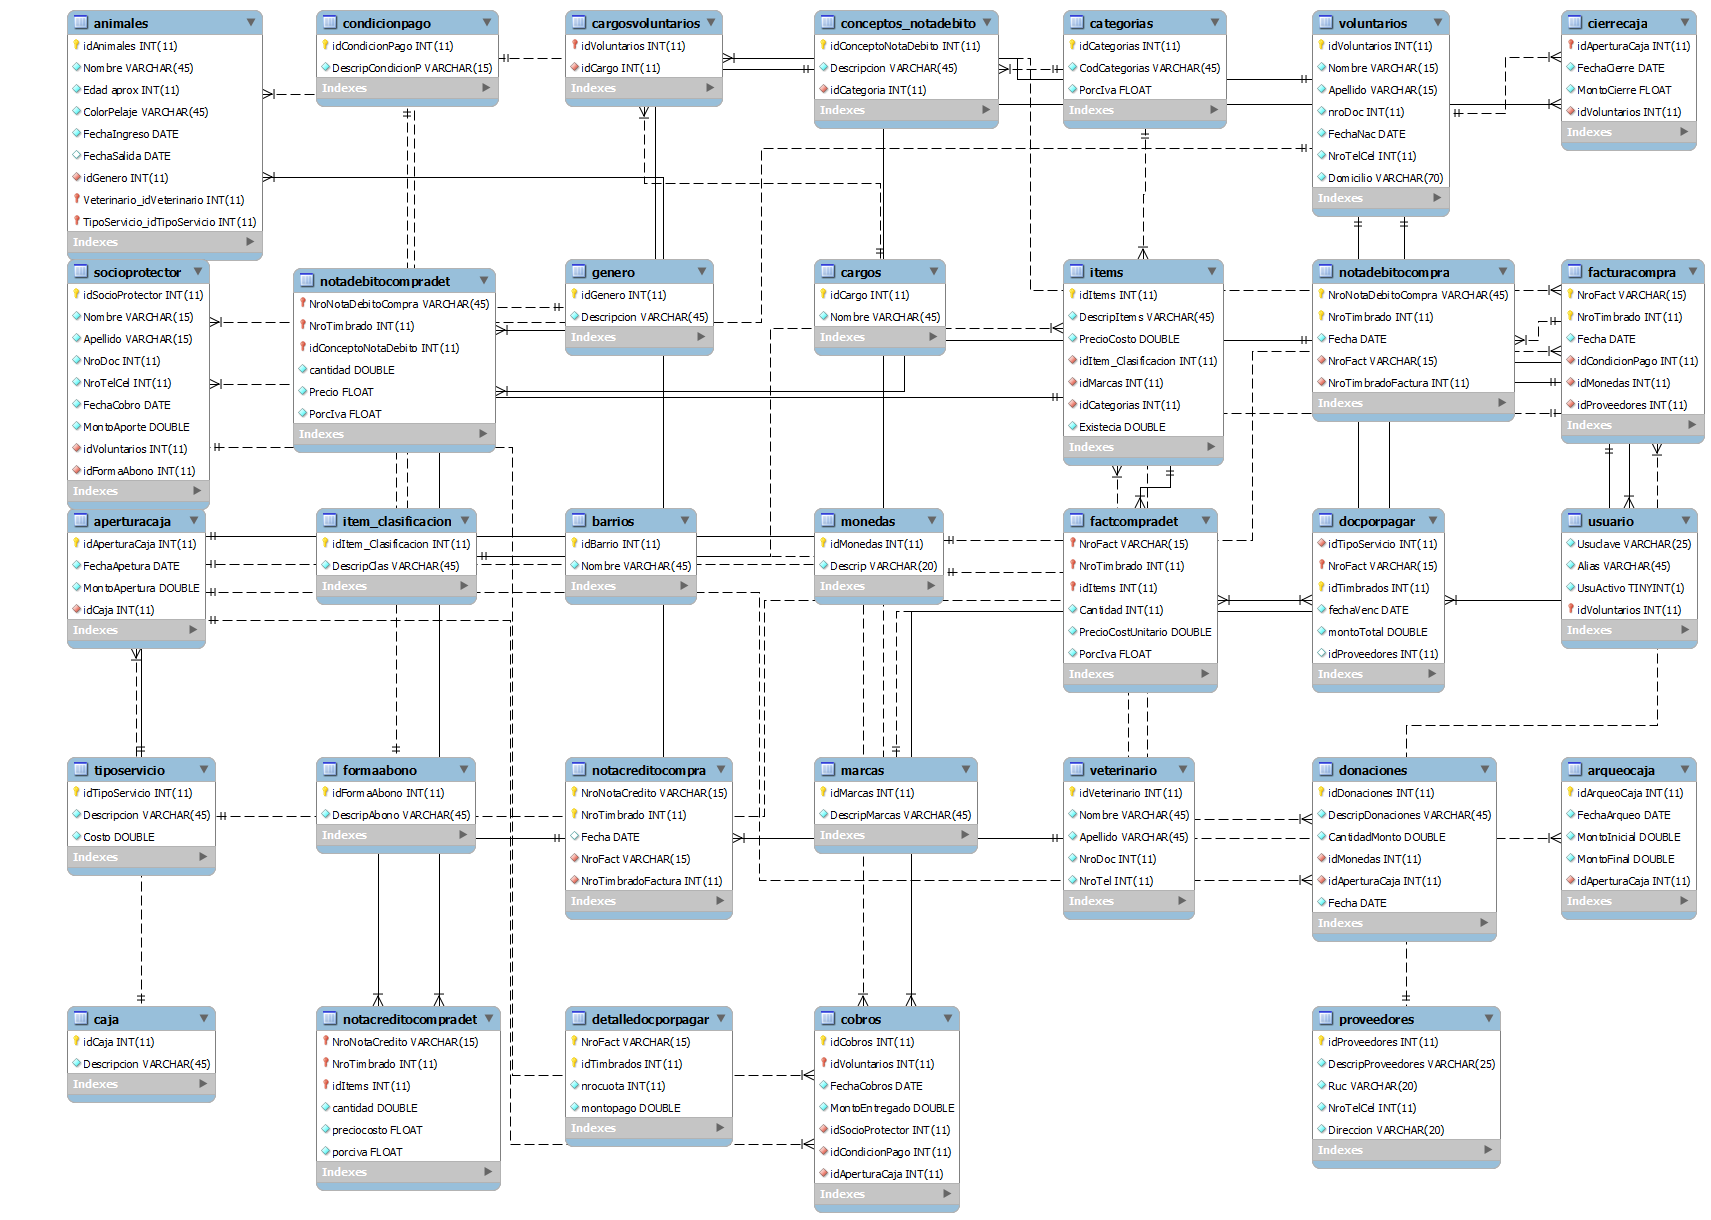 animales
idAnimales INT(11)
Nombre VARCHAR(45)
Edad aprox INT(11)
ColorPelaje VARCHAR(45)
FechaIngreso DATE
FechaSalida DATE
idGenero INT(11)
Veterinario_idVeterinario INT(11)
TipoServicio_idTipoServicio INT(11)
Indexes
condicionpago
idCondicionPago INT(11)
DescripCondicionP VARCHAR(15)
Indexes
cargosvoluntarios
idVoluntarios INT(11)
idCargo INT(11)
Indexes
conceptos_notadebito
idConceptoNotaDebito INT(11)
Descripcion VARCHAR(45)
idCategoria INT(11)
Indexes
categorias
idCategorias INT(11)
CodCategorias VARCHAR(45)
PorcIva FLOAT
Indexes
voluntarios
idVoluntarios INT(11)
Nombre VARCHAR(15)
Apellido VARCHAR(15)
nroDoc INT(11)
FechaNac DATE
NroTelCel INT(11)
Domicilio VARCHAR(70)
Indexes
cierrecaja
idAperturaCaja INT(11)
FechaCierre DATE
MontoCierre FLOAT
idVoluntarios INT(11)
Indexes
socioprotector
idSocioProtector INT(11)
Nombre VARCHAR(15)
Apellido VARCHAR(15)
NroDoc INT(11)
NroTelCel INT(11)
FechaCobro DATE
MontoAporte DOUBLE
idVoluntarios INT(11)
idFormaAbono INT(11)
Indexes
notadebitocompradet
NroNotaDebitoCompra VARCHAR(45)
NroTimbrado INT(11)
idConceptoNotaDebito INT(11)
cantidad DOUBLE
Precio FLOAT
PorcIva FLOAT
Indexes
genero
idGenero INT(11)
Descripcion VARCHAR(45)
Indexes
cargos
idCargo INT(11)
Nombre VARCHAR(45)
Indexes
items
idItems INT(11)
DescripItems VARCHAR(45)
PrecioCosto DOUBLE
idItem_Clasificacion INT(11)
idMarcas INT(11)
idCategorias INT(11)
Existecia DOUBLE
Indexes
notadebitocompra
NroNotaDebitoCompra VARCHAR(45)
NroTimbrado INT(11)
Fecha DATE
NroFact VARCHAR(15)
NroTimbradoFactura INT(11)
Indexes
facturacompra
NroFact VARCHAR(15)
NroTimbrado INT(11)
Fecha DATE
idCondicionPago INT(11)
idMonedas INT(11)
idProveedores INT(11)
Indexes
aperturacaja
idAperturaCaja INT(11)
FechaApetura DATE
MontoApertura DOUBLE
idCaja INT(11)
Indexes
item_clasificacion
idItem_Clasificacion INT(11)
DescripClas VARCHAR(45)
Indexes
barrios
idBarrio INT(11)
Nombre VARCHAR(45)
Indexes
monedas
idMonedas INT(11)
Descrip VARCHAR(20)
Indexes
factcompradet
NroFact VARCHAR(15)
NroTimbrado INT(11)
idItems INT(11)
Cantidad INT(11)
PrecioCostUnitario DOUBLE
PorcIva FLOAT
Indexes
docporpagar
idTipoServicio INT(11)
NroFact VARCHAR(15)
idTimbrados INT(11)
fechaVenc DATE
montoTotal DOUBLE
idProveedores INT(11)
Indexes
usuario
Usuclave VARCHAR(25)
Alias VARCHAR(45)
UsuActivo TINYINT(1)
idVoluntarios INT(11)
Indexes
tiposervicio
idTipoServicio INT(11)
Descripcion VARCHAR(45)
Costo DOUBLE
Indexes
formaabono
idFormaAbono INT(11)
DescripAbono VARCHAR(45)
Indexes
notacreditocompra
NroNotaCredito VARCHAR(15)
NroTimbrado INT(11)
Fecha DATE
NroFact VARCHAR(15)
NroTimbradoFactura INT(11)
Indexes
marcas
idMarcas INT(11)
DescripMarcas VARCHAR(45)
Indexes
veterinario
idVeterinario INT(11)
Nombre VARCHAR(45)
Apellido VARCHAR(45)
NroDoc INT(11)
NroTel INT(11)
Indexes
donaciones
idDonaciones INT(11)
DescripDonaciones VARCHAR(45)
CantidadMonto DOUBLE
idMonedas INT(11)
idAperturaCaja INT(11)
Fecha DATE
Indexes
arqueocaja
idArqueoCaja INT(11)
FechaArqueo DATE
MontoInicial DOUBLE
MontoFinal DOUBLE
idAperturaCaja INT(11)
Indexes
caja
idCaja INT(11)
Descripcion VARCHAR(45)
Indexes
notacreditocompradet
NroNotaCredito VARCHAR(15)
NroTimbrado INT(11)
idItems INT(11)
cantidad DOUBLE
preciocosto FLOAT
porciva FLOAT
Indexes
detalledocporpagar
NroFact VARCHAR(15)
idTimbrados INT(11)
nrocuota INT(11)
montopago DOUBLE
Indexes
cobros
idCobros INT(11)
idVoluntarios INT(11)
FechaCobros DATE
MontoEntregado DOUBLE
idSocioProtector INT(11)
idCondicionPago INT(11)
idAperturaCaja INT(11)
Indexes
proveedores
idProveedores INT(11)
DescripProveedores VARCHAR(25)
Ruc VARCHAR(20)
NroTelCel INT(11)
Direccion VARCHAR(20)
Indexes